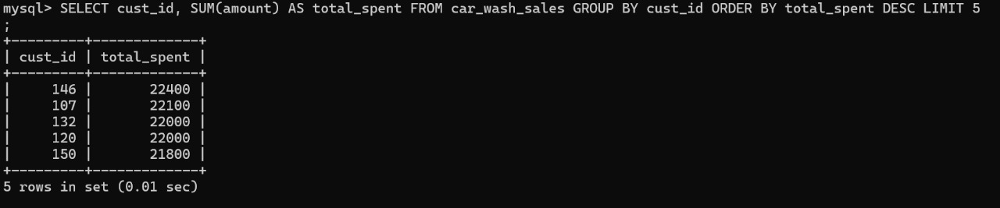 mysql> SELECT cust_id, SUM(amount) AS total_spent FROM car_wash_sales GROUP BY cust_id ORDER BY total_spent DESC LIMIT 5
;
+---------+-------------+
| cust_id | total_spent |
+---------+-------------+
|     146 |       22400 |
|     107 |       22100 |
|     132 |       22000 |
|     120 |       22000 |
|     150 |       21800 |
+---------+-------------+
5 rows in set (0.01 sec)